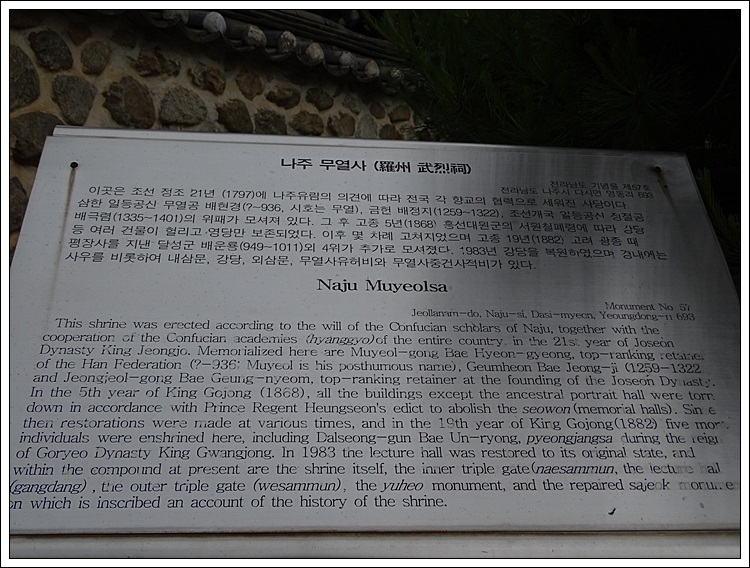 나주 무열사 (羅州 武烈祠)
전라남도 기념물 제57호
전라남도 나주시 다시면 영동리 693
이곳은 조선 정조 21년 (1797)에 나주유림의 의견에 따라 전국 각 향교의 협력으로 세워진 사당이다.
삼한 일등공신 무열공 배현경(?~936, 시호는 무열), 금헌 배정지(1259~1322), 조선개국 일등공신 정절공
배극렴(1335~1401)의 위패가 모셔져 있다. 그 후 고종 5년(1868) 흥선대원군의 서원철폐령에 따라 강당
등 여러 건물이 헐리고·영당만 보존되었다. 이후 몇 차례 고쳐지었으며 고종 19년(1882) 고려 광종 때
평장사를 지낸 달성군 배운룡(949~1011)외 4위가 추가로 모셔졌다. 1983년 강당을 복원하였으며 경내에는
사우를 비롯하여 내삼문, 강당, 외삼문, 무열사유허비와 무열사중건사적비가 있다.
Naju Muyeolsa
Monument No. 57
Jeollanam-do, Naju-si, Dasi-myeon, Yeoungdong-ri 693
This shrine was erected according to the will of the Confucian scholars of Naju, together with the
cooperation of the Confucian academies (hyanggyo)of the entire country, in the 21st year of Joseon
Dynasty King Jeongjo. Memorialized here are Muyeol-gong Bae Hyeon-gyeong, top-ranking retainer
of the Han Federation (?~936: Muyeol is his posthumous name), Geumheon Bae Jeong-ji (1259-1322
and Jeongjeol-gong Bae Geung-nyeom, top-ranking retainer at the founding of the Joseon Dynasty.
In the 5th year of King Gojong (1868), all the buildings except the ancestral portrait hall were torn
down in accordance with Prince Regent Heungseon's edict to abolish the seowon(memorial halls). Since
then restorations were made at various times, and in the 19th year of King Gojong(1882) five more
individuals were enshrined here, including Dalseong-gun Bae Un-ryong, pyeongjangsa during the reign
of Goryeo Dynasty King Gwangjong. In 1983 the lecture hall was restored to its original state, and
within the compound at present are the shrine itself, the inner triple gate(naesammun, the lecture hall
(gangdang) , the outer triple gate (wesammun), the yuheo monument, and the repaired sajeok monume
on which is inscribed an account of the history of the shrine.